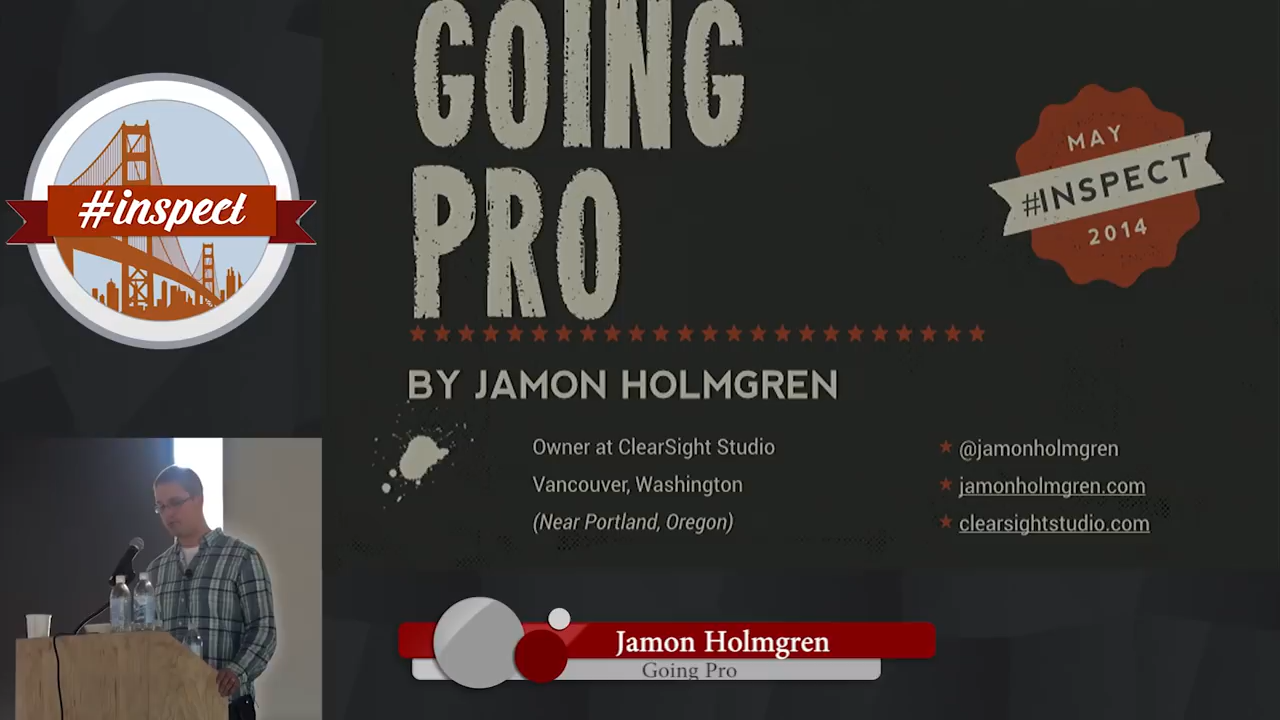 #inspect
GOING
PRO
MAY
#INSPECT
2014
BY JAMON HOLMGREN
Owner at ClearSight Studio
Vancouver, Washington
(Near Portland, Oregon)
@jamonholmgren
jamonholmgren.com
clearsightstudio.com
Jamon Holmgren
Going Pro